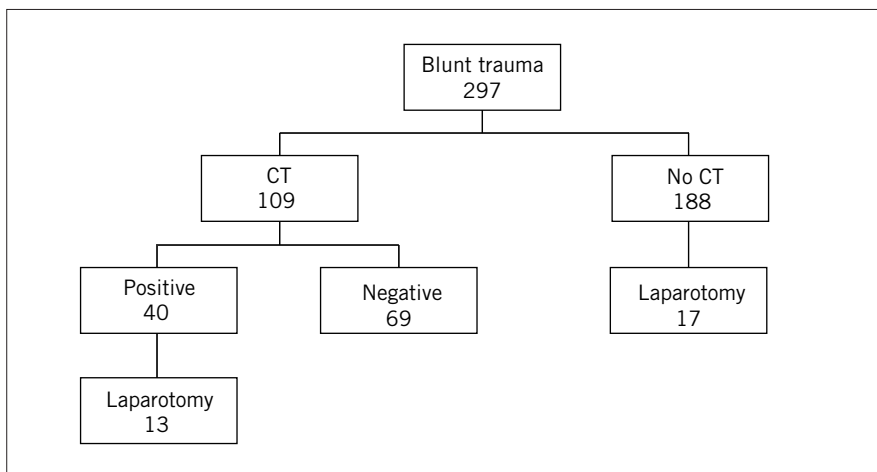 Blunt trauma
297
CT
109
No CT
188
Positive
40
Negative
69
Laparotomy
17
Laparotomy
13